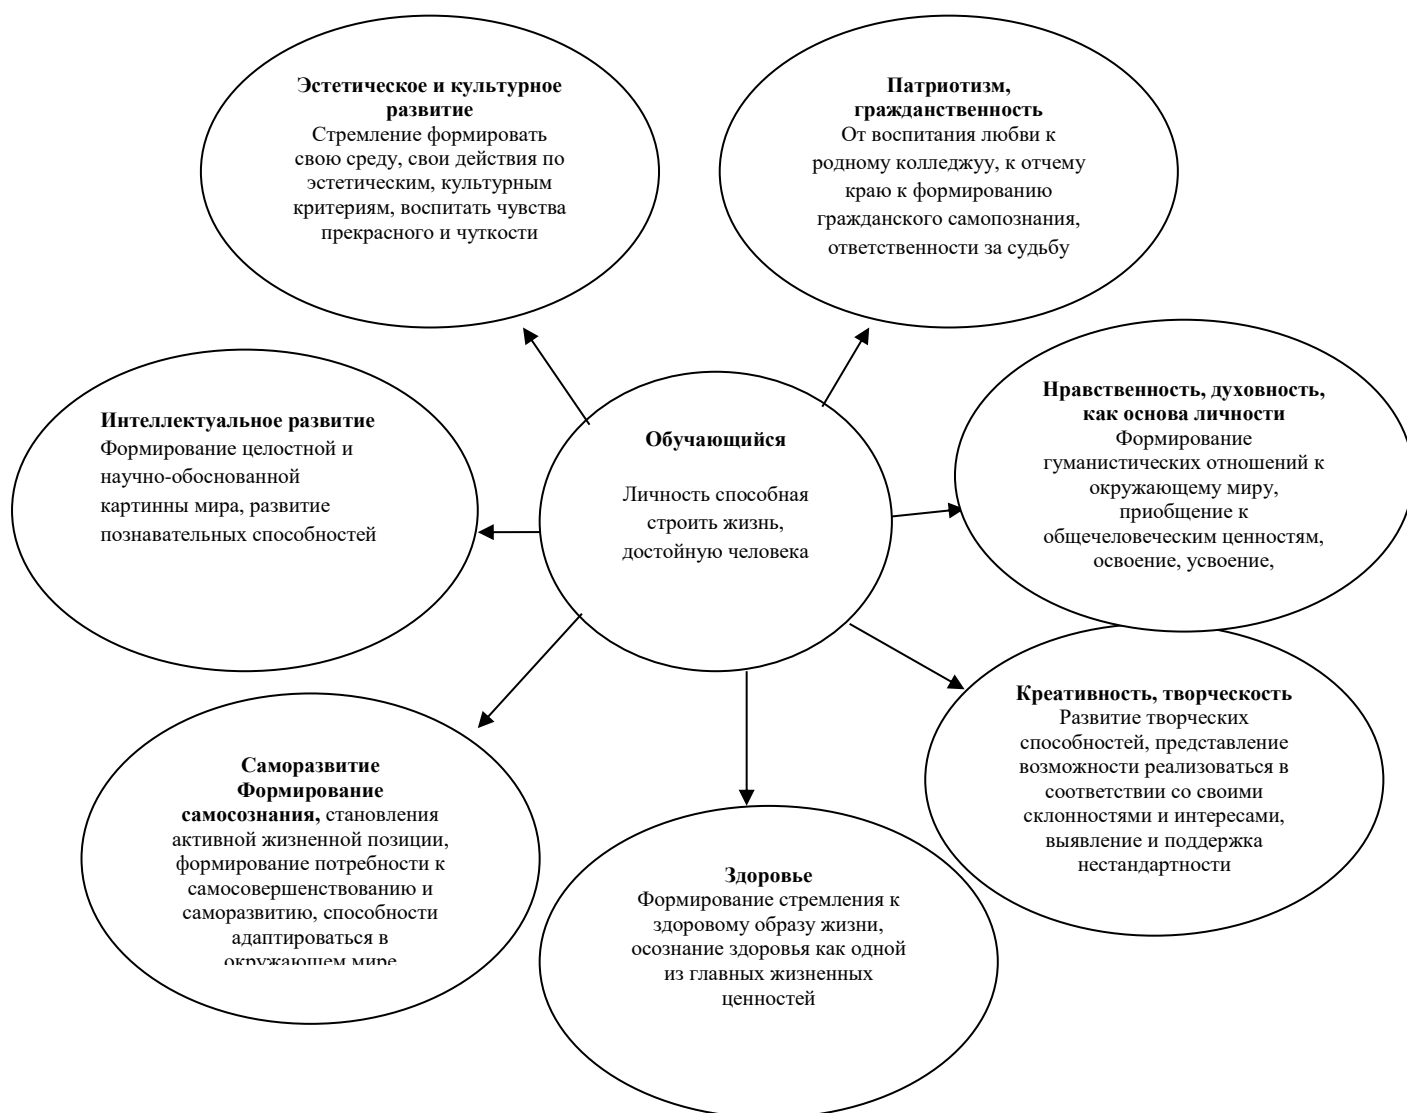 Эстетическое и культурное
развитие
Стремление формировать
свою среду, свои действия по
эстетическим, культурным
критериям, воспитать чувства
прекрасного и чуткости
Патриотизм,
гражданственность
От воспитания любви к
родному колледжуу, к отчему
краю к формированию
гражданского самопознания,
ответственности за судьбу
Интеллектуальное развитие
Формирование целостной и
научно-обоснованной
картинны мира, развитие
познавательных способностей
Обучающийся
Личность способная
строить жизнь,
достойную человека
Нравственность, духовность,
как основа личности
Формирование
гуманистических отношений к
окружающему миру,
приобщение к
общечеловеческим ценностям,
освоение, усвоение,
Саморазвитие
Формирование
самосознания, становления
активной жизненной позиции,
формирование потребности к
самосовершенствованию и
саморазвитию, способности
адаптироваться в
окружающем мире
Здоровье
Формирование стремления к
здоровому образу жизни,
осознание здоровья как одной
из главных жизненных
ценностей
Креативность, творческость
Развитие творческих
способностей, представление
возможности реализоваться в
соответствии со своими
склонностями и интересами,
выявление и поддержка
нестандартности